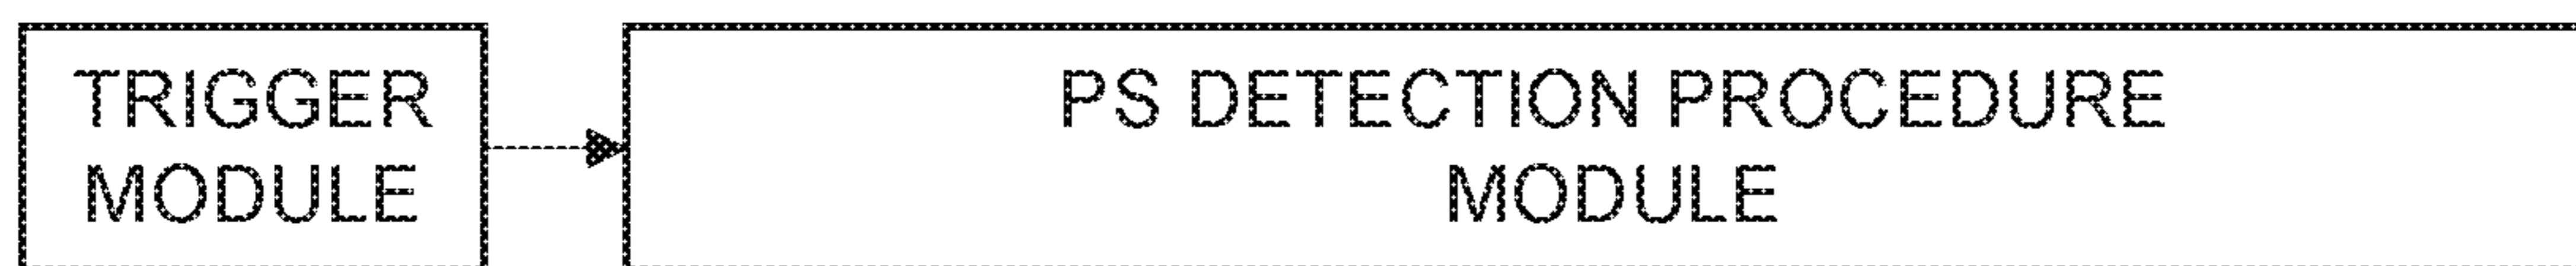 TRIGGER
MODULE
PS DETECTION PROCEDURE
MODULE